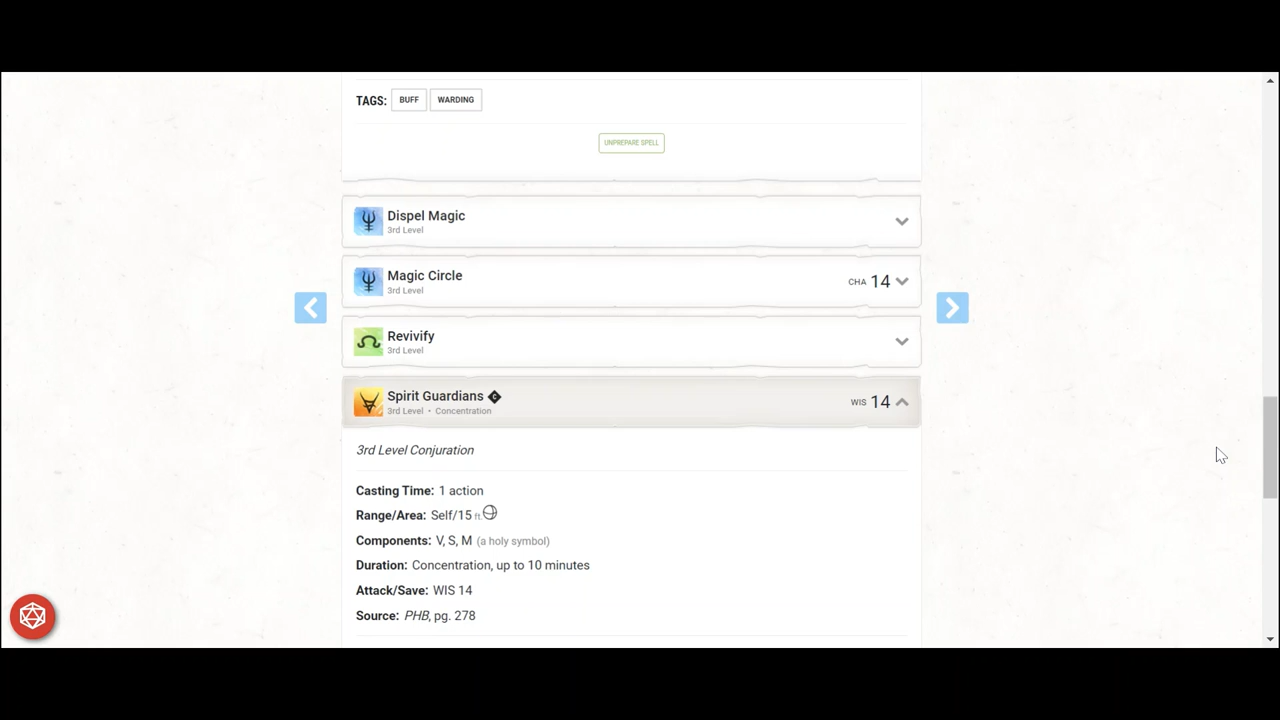 TAGS: BUFF WARDING
UNPREPARE SPELL
Dispel Magic
3rd Level
Magic Circle
3rd Level
CHA 14
Revivify
3rd Level
Spirit Guardians C
3rd Level • Concentration
WIS 14
3rd Level Conjuration
Casting Time: 1 action
Range/Area: Self/15 ft.
Components: V, S, M (a holy symbol)
Duration: Concentration, up to 10 minutes
Attack/Save: WIS 14
Source: PHB, pg. 278